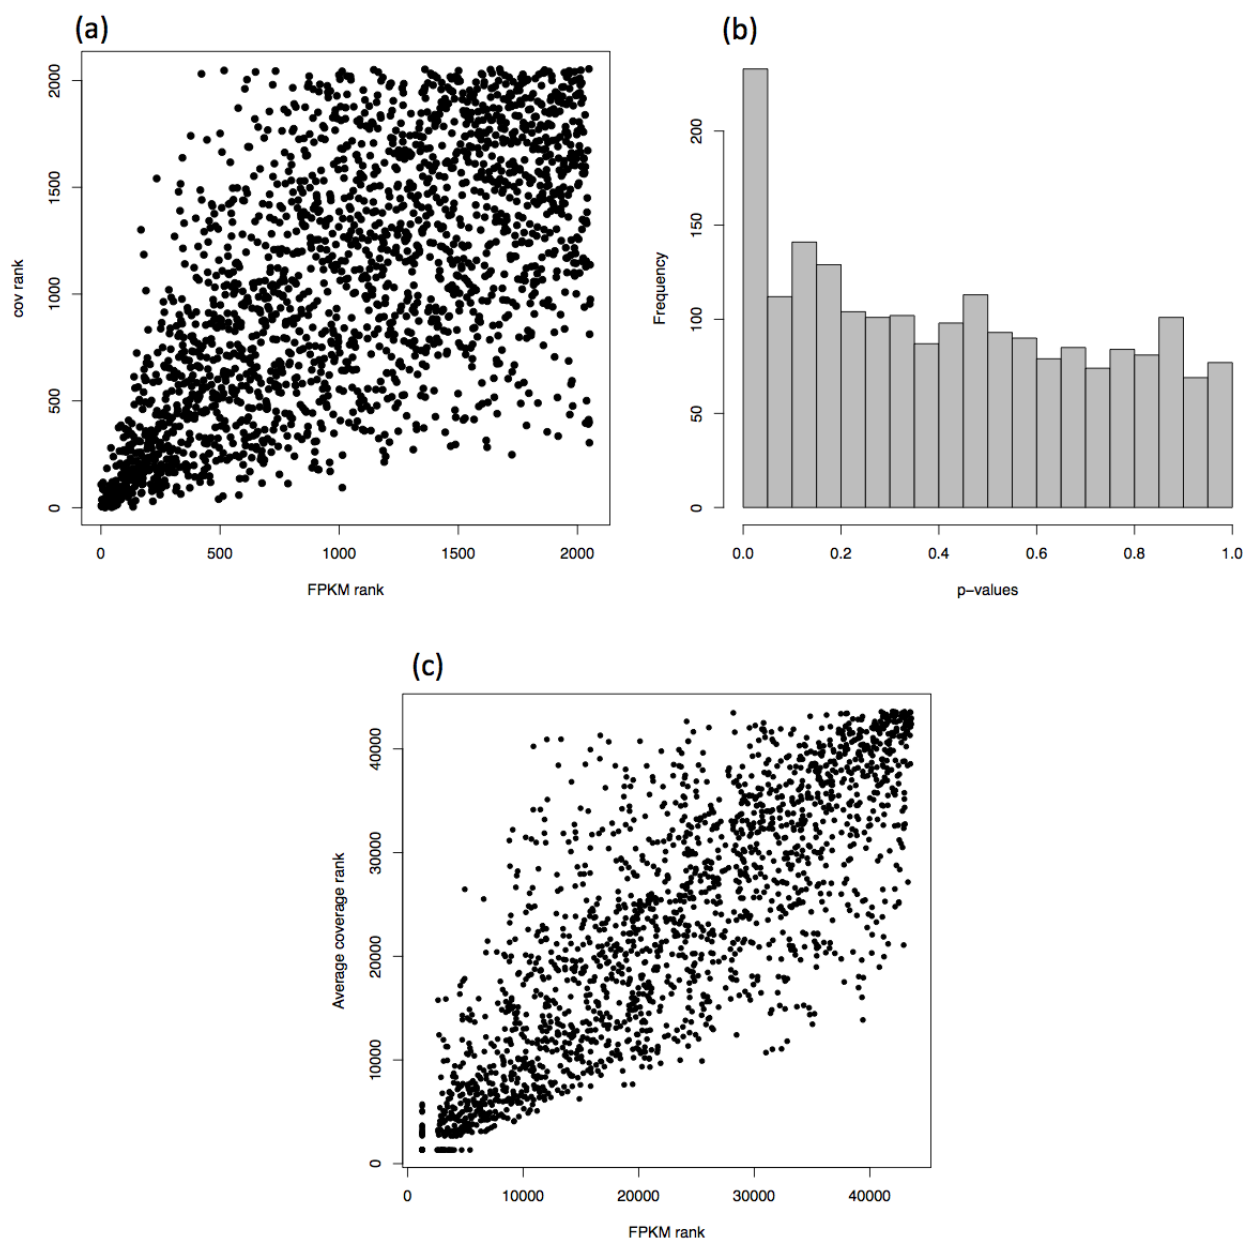 (a)
cov rank
2000
1500
1000
500
0
0 500 1000 1500 2000
FPKM rank
(b)
Frequency
200
150
100
50
0
0.0 0.2 0.4 0.6 0.8 1.0
p−values
(c)
Average coverage rank
40000
30000
20000
10000
0
0 10000 20000 30000 40000
FPKM rank